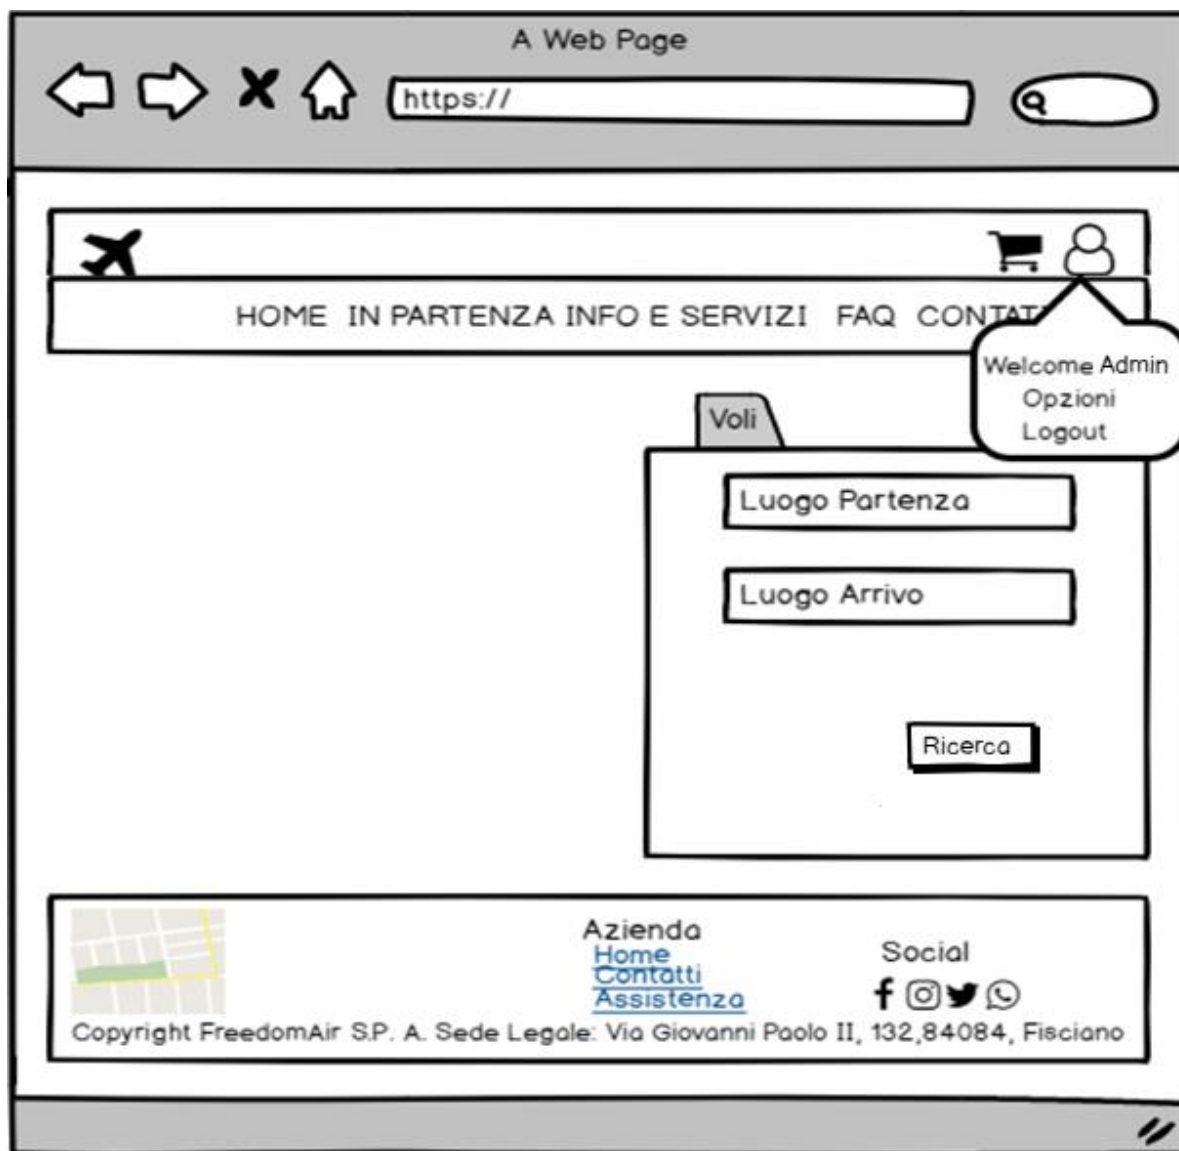 A Web Page
https://
HOME IN PARTENZA INFO E SERVIZI FAQ CONTAT
Welcome Admin
Opzioni
Logout
Voli
Luogo Partenza
Luogo Arrivo
Ricerca
Azienda
Home
Contatti
Assistenza
Social
Copyright FreedomAir S.P. A. Sede Legale: Via Giovanni Paolo II, 132,84084, Fisciano